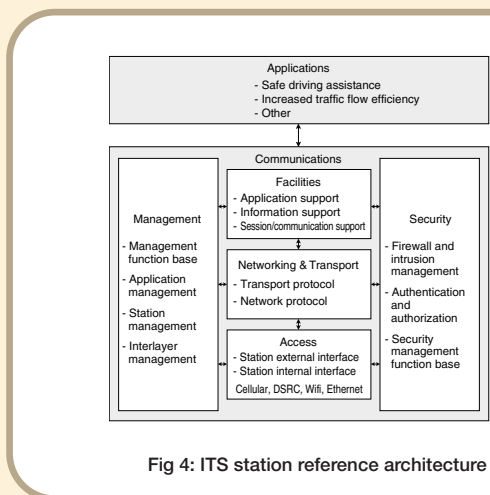 Applications
- Safe driving assistance
- Increased traffic flow efficiency
- Other
Communications
Management
- Management
function base
- Application
management
- Station
management
- Interlayer
management
Facilities
- Application support
- Information support
- Session/communication support
Networking & Transport
- Transport protocol
- Network protocol
Access
- Station external interface
- Station internal interface
Cellular, DSRC, Wifi, Ethernet
Security
- Firewall and
intrusion
management
- Authentication
and
authorization
- Security
management
function base
Fig 4: ITS station reference architecture